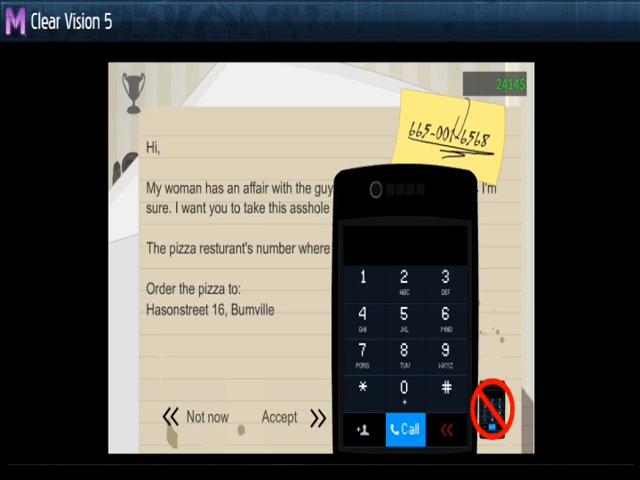 M Clear Vision 5
2414$
665-001-6568
Hi,
My woman has an affair with the guy I'm
sure. I want you to take this asshole
The pizza resturant's number where
Order the pizza to:
Hasonstreet 16, Bumville
1 2 ABC 3 DEF
4 GHI 5 JKL 6 MNO
7 PQRS 8 TUV 9 WXYZ
* 0 + #
+ Call <<
<< Not now Accept >>